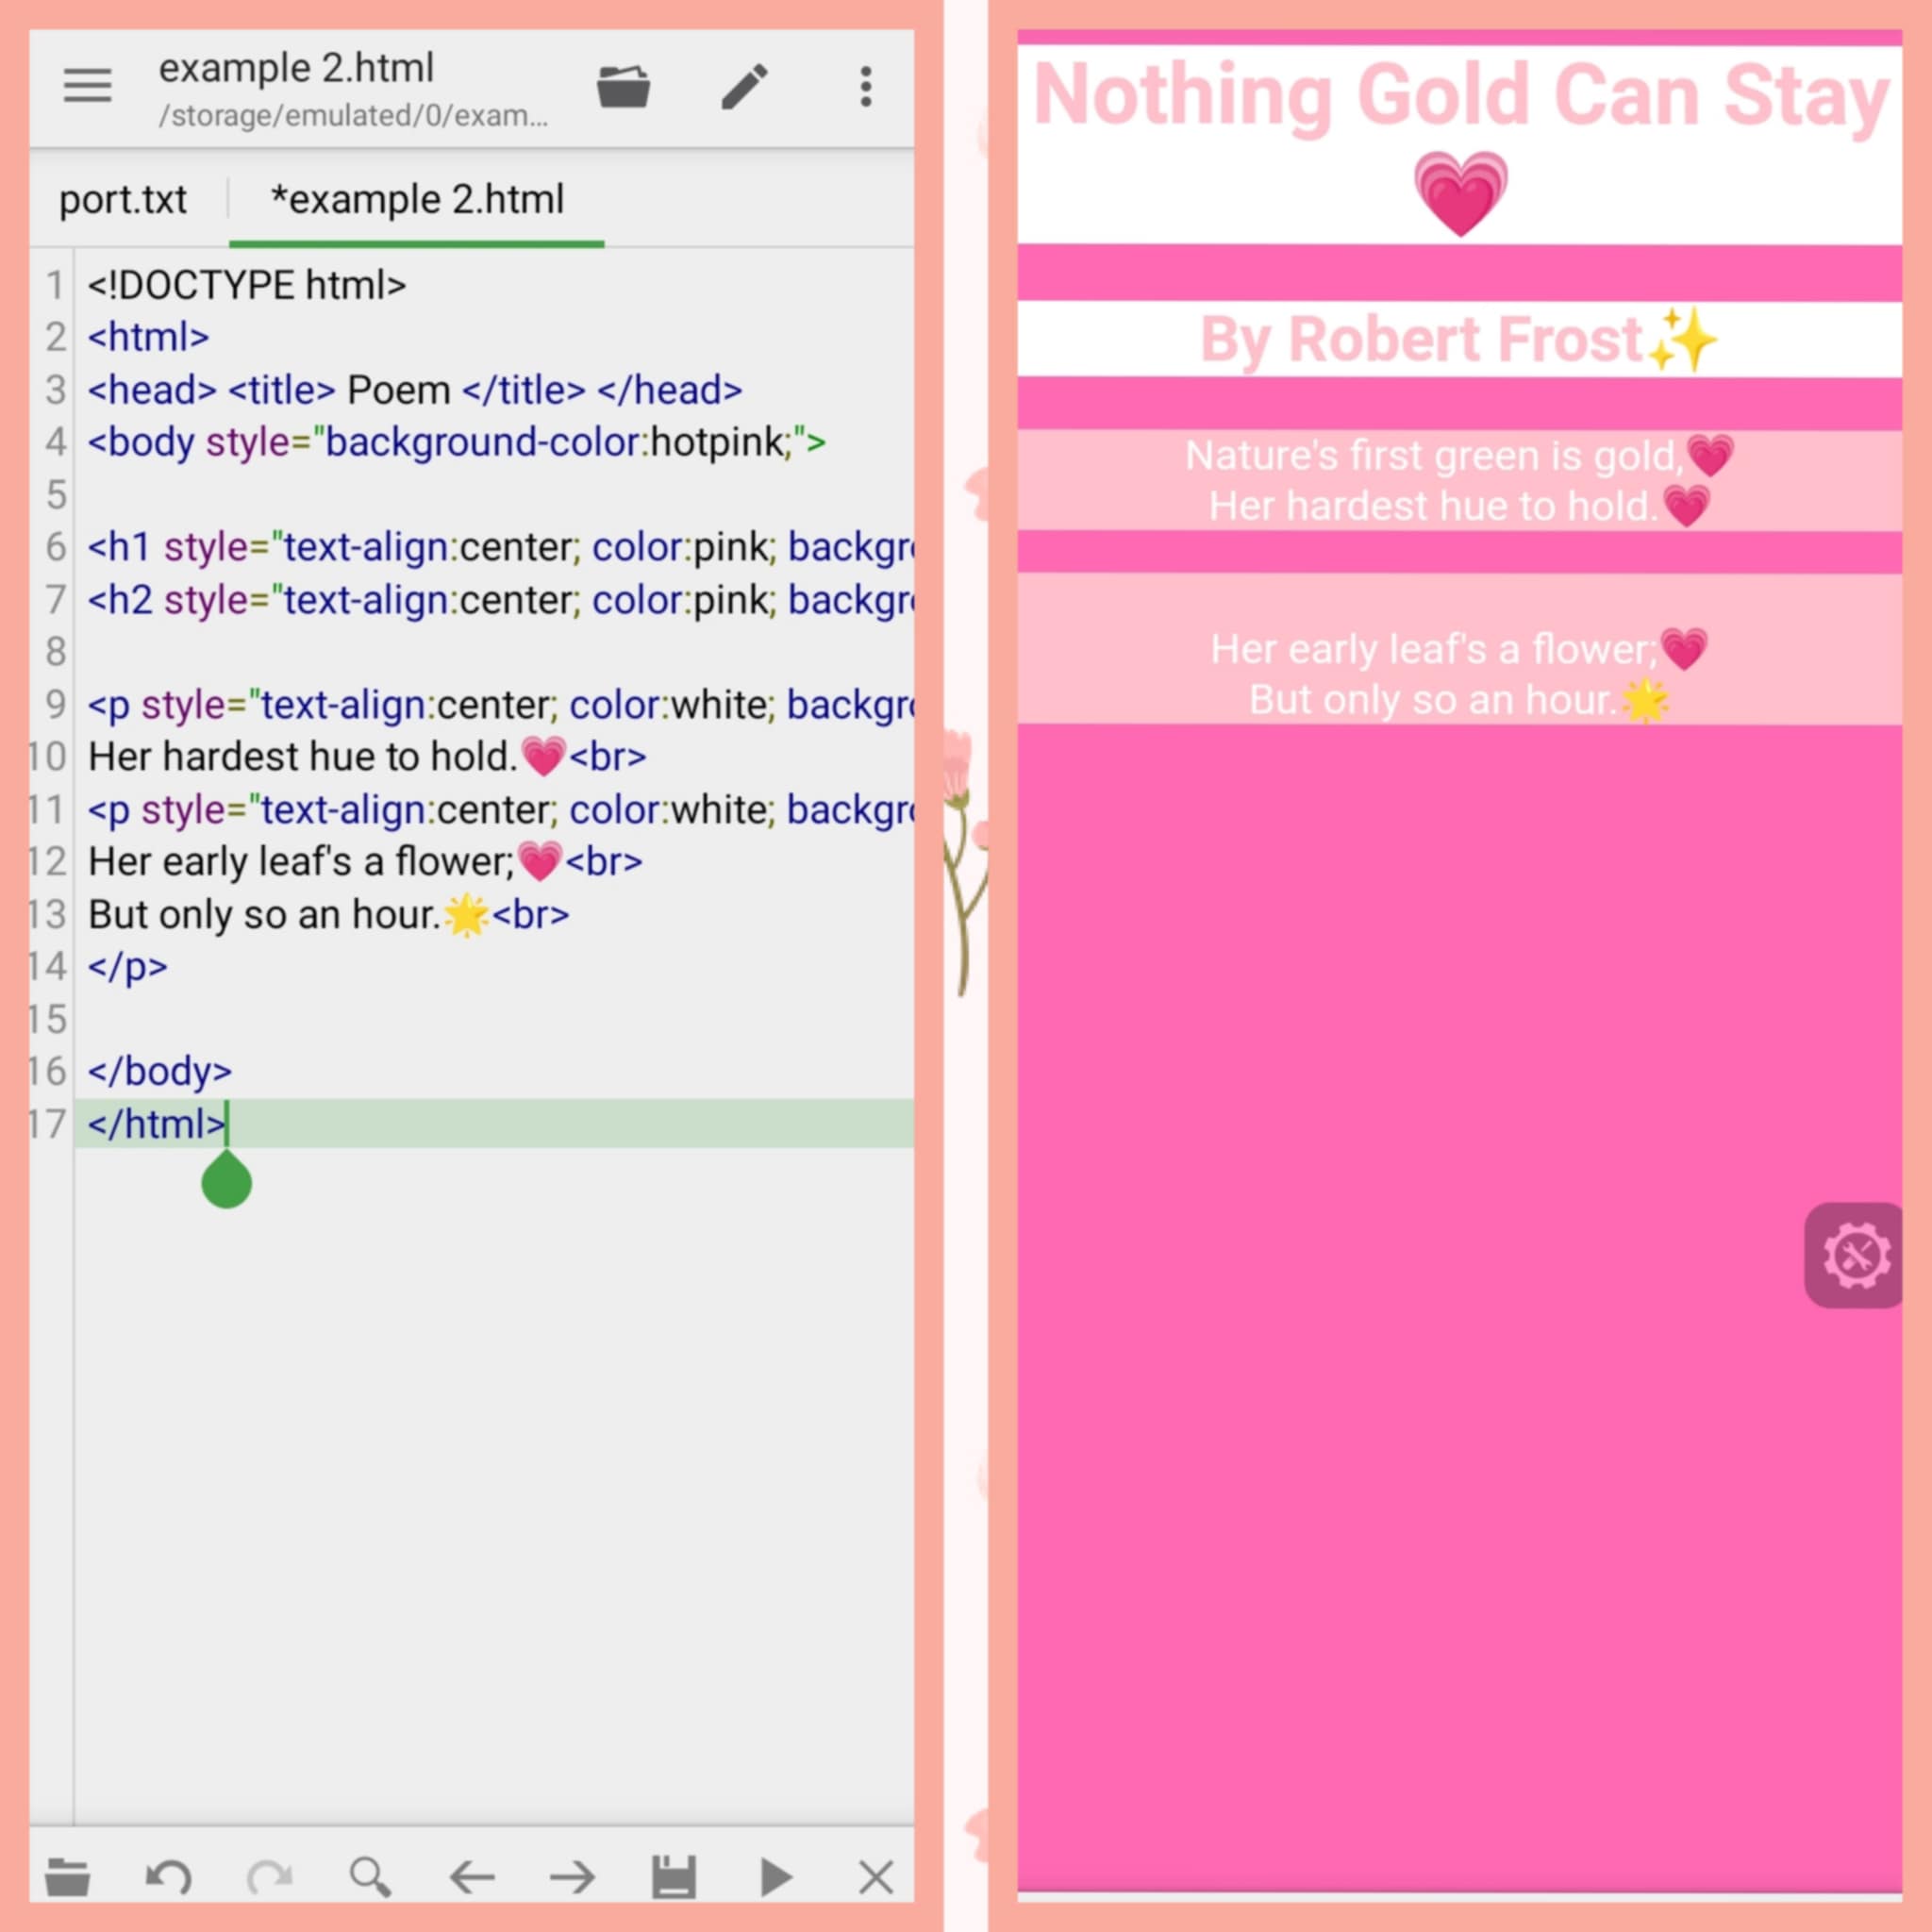 example 2.html
/storage/emulated/0/exam...
port.txt
*example 2.html
1 <!DOCTYPE html>
2 <html>
3 <head> <title> Poem </title> </head>
4 <body style="background-color:hotpink;">
5
6 <h1 style="text-align:center; color:pink; backgr
7 <h2 style="text-align:center; color:pink; backgr
8
9 <p style="text-align:center; color:white; backgr
10 Her hardest hue to hold.💗<br>
11 <p style="text-align:center; color:white; backgr
12 Her early leaf's a flower;💗<br>
13 But only so an hour.🌟<br>
14 </p>
15
16 </body>
17 </html>
Nothing Gold Can Stay
💗
By Robert Frost✨
Nature's first green is gold,💗
Her hardest hue to hold.💗
Her early leaf's a flower;💗
But only so an hour.🌟